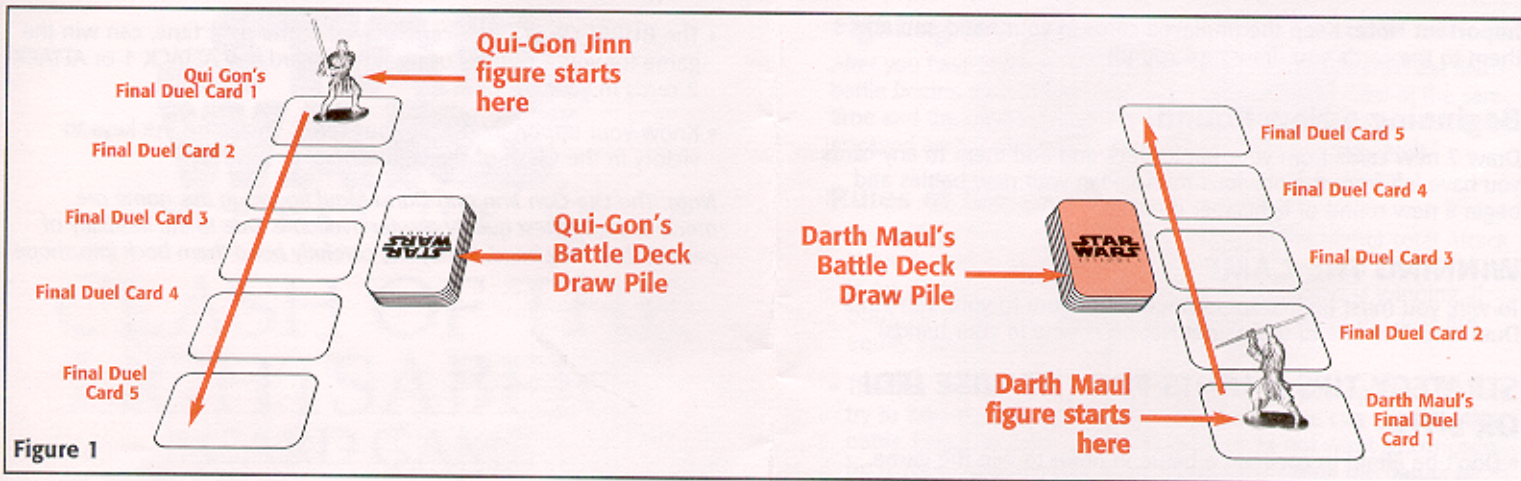 Qui Gon's
Final Duel Card 1
Qui-Gon Jinn
figure starts
here
Final Duel Card 2
Final Duel Card 3
Final Duel Card 4
Final Duel
Card 5
STAR
WARS
Qui-Gon's
Battle Deck
Draw Pile
Figure 1
Darth Maul's
Battle Deck
Draw Pile
STAR
WARS
Final Duel Card 5
Final Duel Card 4
Final Duel Card 3
Final Duel Card 2
Darth Maul
figure starts
here
Darth Maul's
Final Duel
Card 1